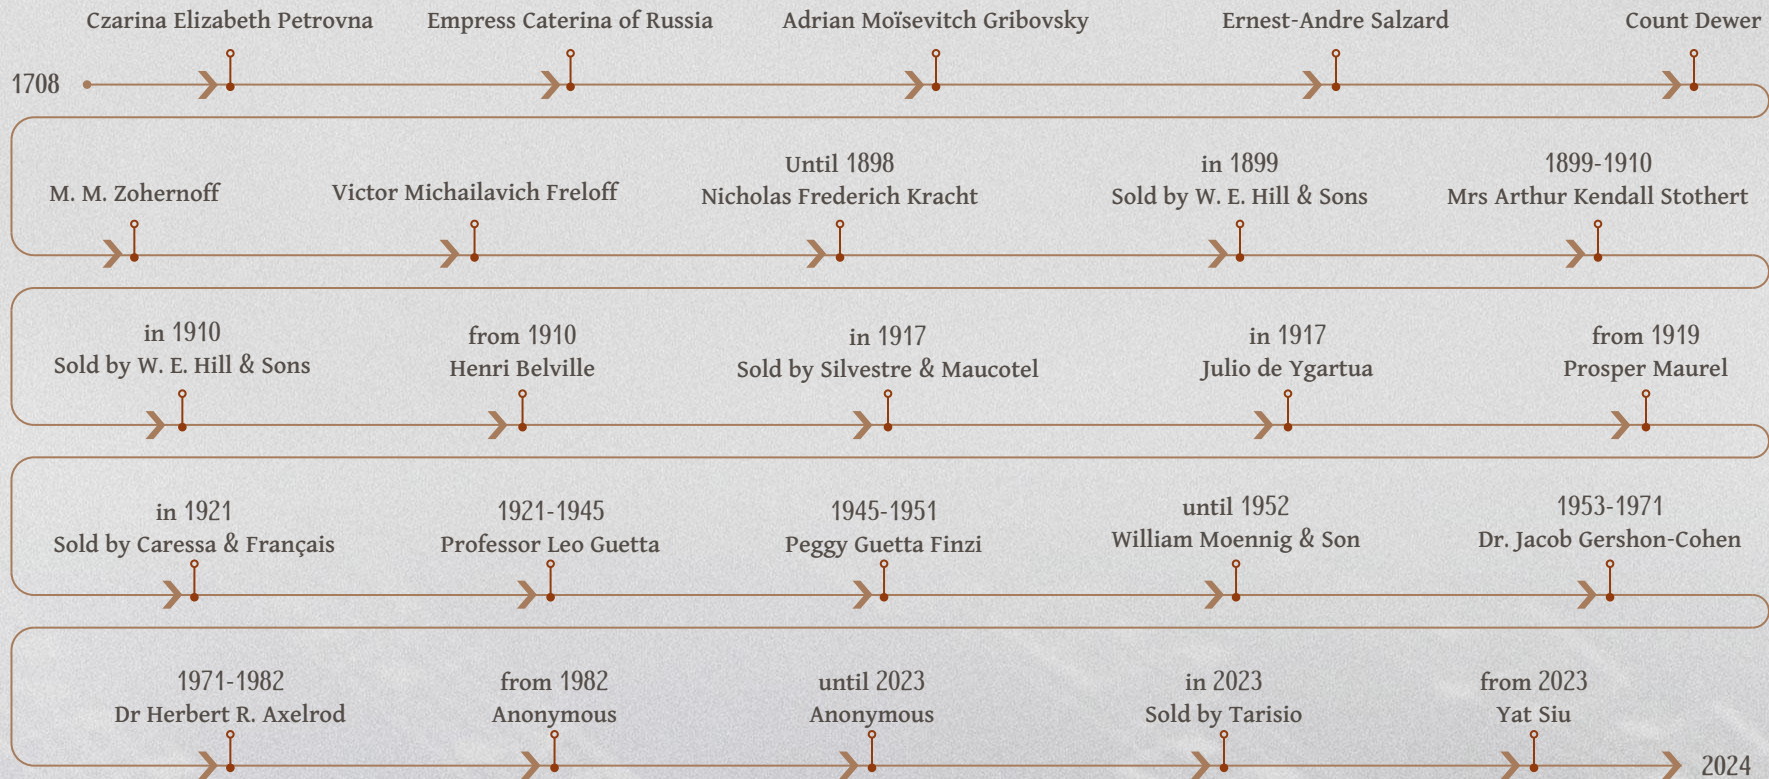 Czarina Elizabeth Petrovna
Empress Caterina of Russia
Adrian Moïsevitch Gribovsky
Ernest-Andre Salzard
Count Dewer
1708
M. M. Zohernoff
Victor Michailavich Freloff
Until 1898
Nicholas Frederich Kracht
in 1899
Sold by W. E. Hill & Sons
1899-1910
Mrs Arthur Kendall Stothert
in 1910
Sold by W. E. Hill & Sons
from 1910
Henri Belville
in 1917
Sold by Silvestre & Maucotel
in 1917
Julio de Ygartua
from 1919
Prosper Maurel
in 1921
Sold by Caressa & Français
1921-1945
Professor Leo Guetta
1945-1951
Peggy Guetta Finzi
until 1952
William Moennig & Son
1953-1971
Dr. Jacob Gershon-Cohen
1971-1982
Dr Herbert R. Axelrod
from 1982
Anonymous
until 2023
Anonymous
in 2023
Sold by Tarisio
from 2023
Yat Siu
2024